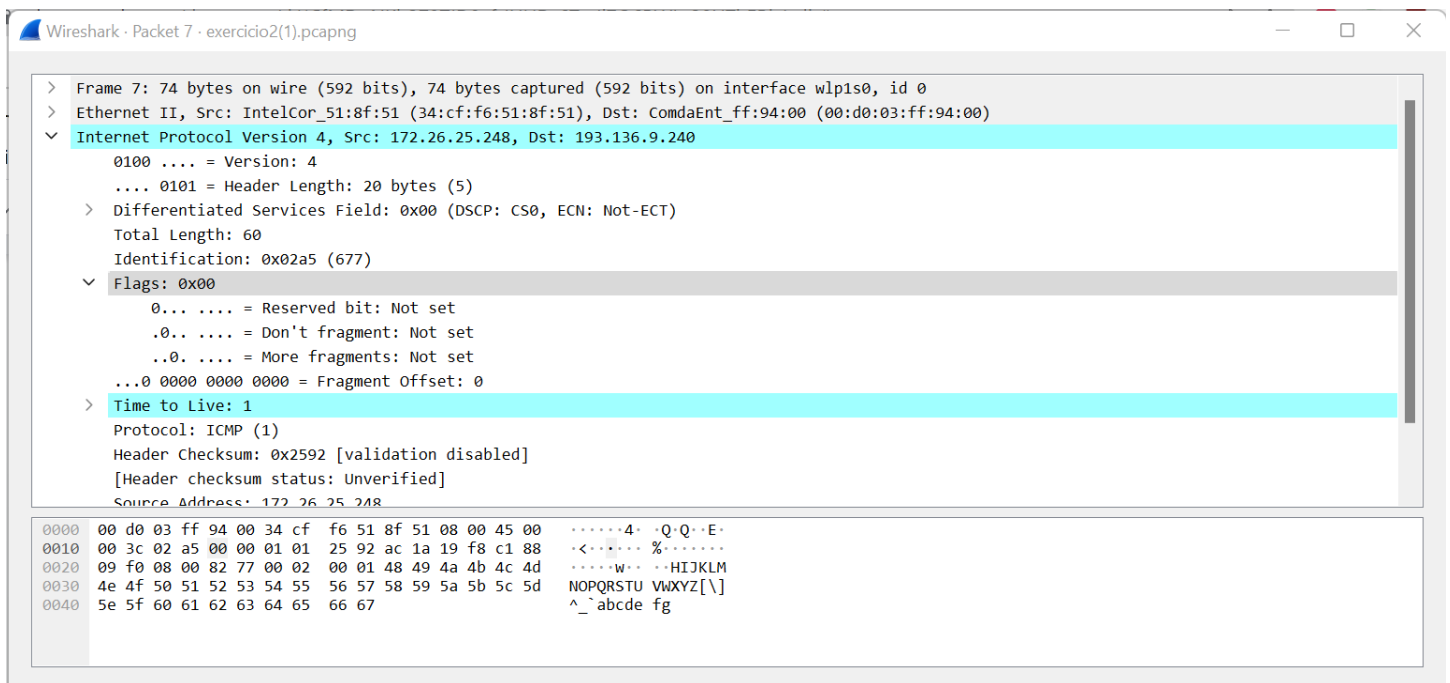 Wireshark · Packet 7 · exercicio2(1).pcapng
Frame 7: 74 bytes on wire (592 bits), 74 bytes captured (592 bits) on interface wlp1s0, id 0
Ethernet II, Src: IntelCor_51:8f:51 (34:cf:f6:51:8f:51), Dst: ComdaEnt_ff:94:00 (00:d0:03:ff:94:00)
Internet Protocol Version 4, Src: 172.26.25.248, Dst: 193.136.9.240
0100 .... = Version: 4
.... 0101 = Header Length: 20 bytes (5)
Differentiated Services Field: 0x00 (DSCP: CS0, ECN: Not-ECT)
Total Length: 60
Identification: 0x02a5 (677)
Flags: 0x00
0... .... = Reserved bit: Not set
.0.. .... = Don't fragment: Not set
..0. .... = More fragments: Not set
...0 0000 0000 0000 = Fragment Offset: 0
Time to Live: 1
Protocol: ICMP (1)
Header Checksum: 0x2592 [validation disabled]
[Header checksum status: Unverified]
Source Address: 172.26.25.248
0000 00 d0 03 ff 94 00 34 cf f6 51 8f 51 08 00 45 00 ······4· ·Q·Q··E·
0010 00 3c 02 a5 00 00 01 01 25 92 ac 1a 19 f8 c1 88 ·<······ %·······
0020 09 f0 08 00 82 77 00 02 00 01 48 49 4a 4b 4c 4d ·····w·· ··HIJKLM
0030 4e 4f 50 51 52 53 54 55 56 57 58 59 5a 5b 5c 5d NOPQRSTU VWXYZ[\]
0040 5e 5f 60 61 62 63 64 65 66 67 ^_`abcde fg